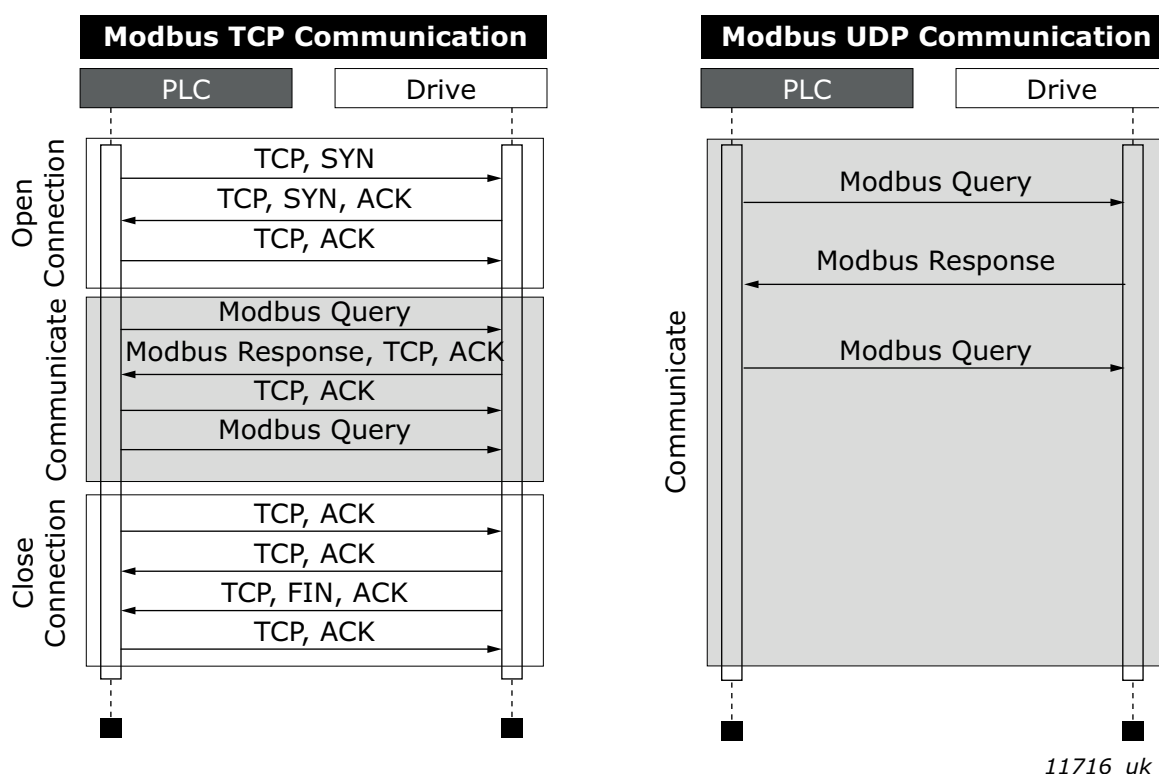 Modbus TCP Communication
PLC
Drive
Open
Connection
TCP, SYN
TCP, SYN, ACK
TCP, ACK
Communicate
Modbus Query
Modbus Response, TCP, ACK
TCP, ACK
Modbus Query
Close
Connection
TCP, ACK
TCP, ACK
TCP, FIN, ACK
TCP, ACK
Modbus UDP Communication
PLC
Drive
Communicate
Modbus Query
Modbus Response
Modbus Query
11716_uk